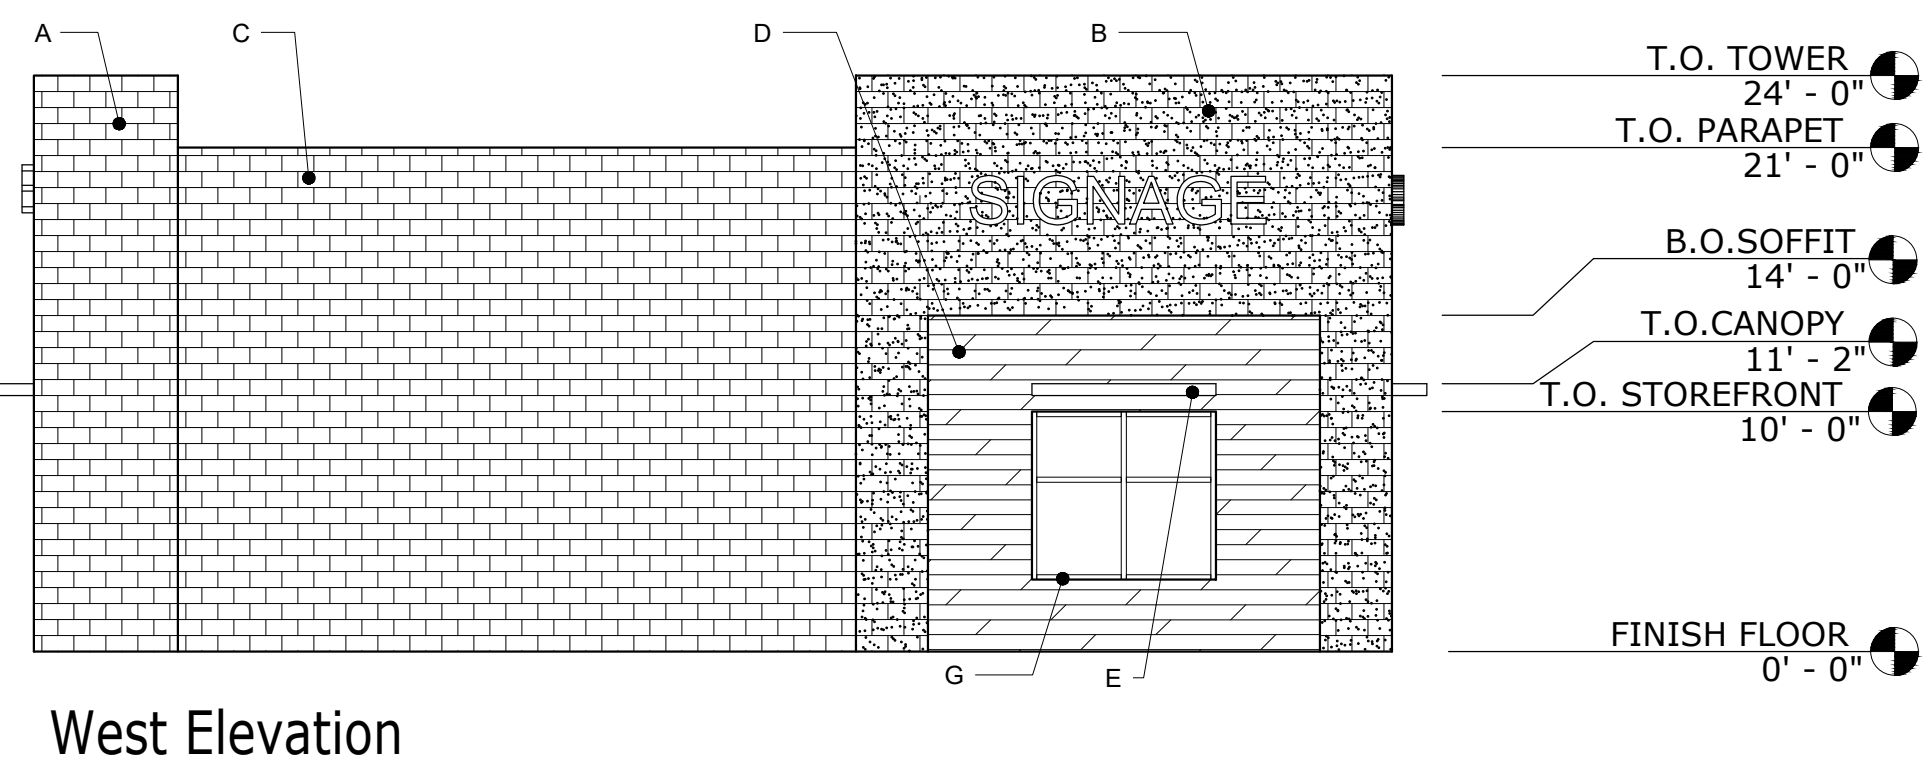 A
C
D
B
T.O. TOWER
24' - 0"
T.O. PARAPET
21' - 0"
SIGNAGE
B.O.SOFFIT
14' - 0"
T.O.CANOPY
11' - 2"
T.O. STOREFRONT
10' - 0"
FINISH FLOOR
0' - 0"
G
E
West Elevation